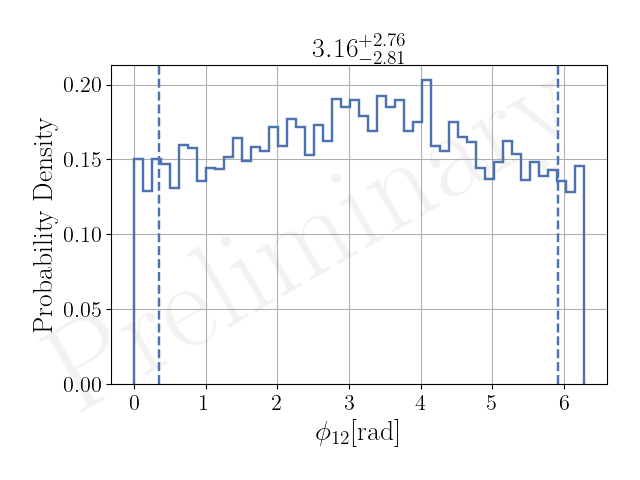 3.16^{+2.76}_{-2.81}
Probability Density
0.20
0.15
0.10
0.05
0.00
0 1 2 3 4 5 6
ϕ₁₂[rad]
Preliminary